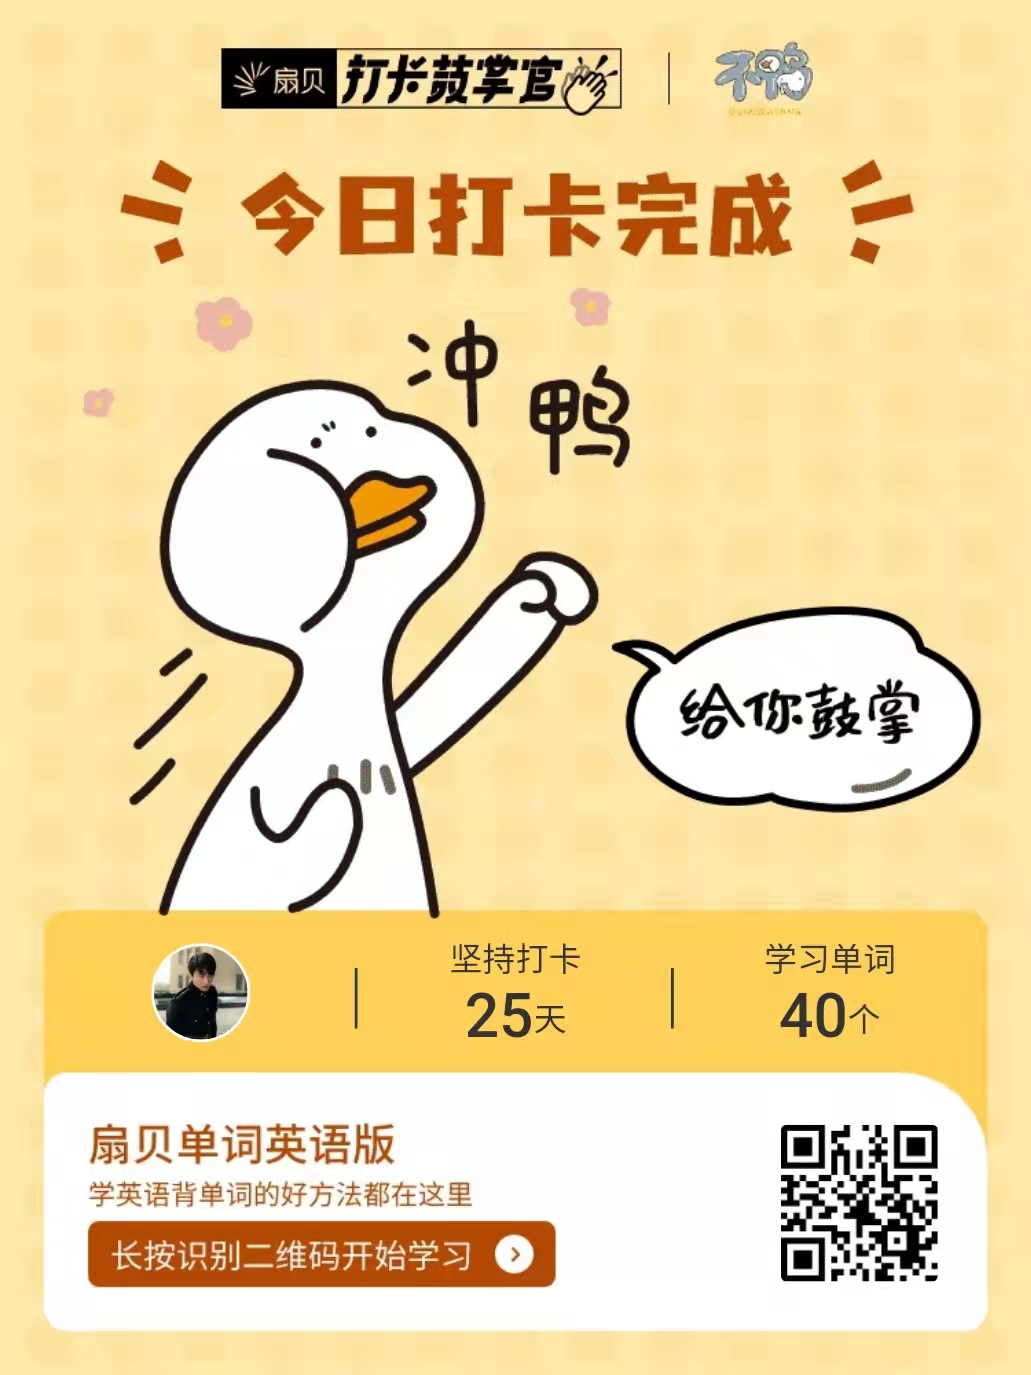 扇贝 打卡鼓掌官
不鸭
今日打卡完成
冲鸭
给你鼓掌
坚持打卡
25天
学习单词
40个
扇贝单词英语版
学英语背单词的好方法都在这里
长按识别二维码开始学习